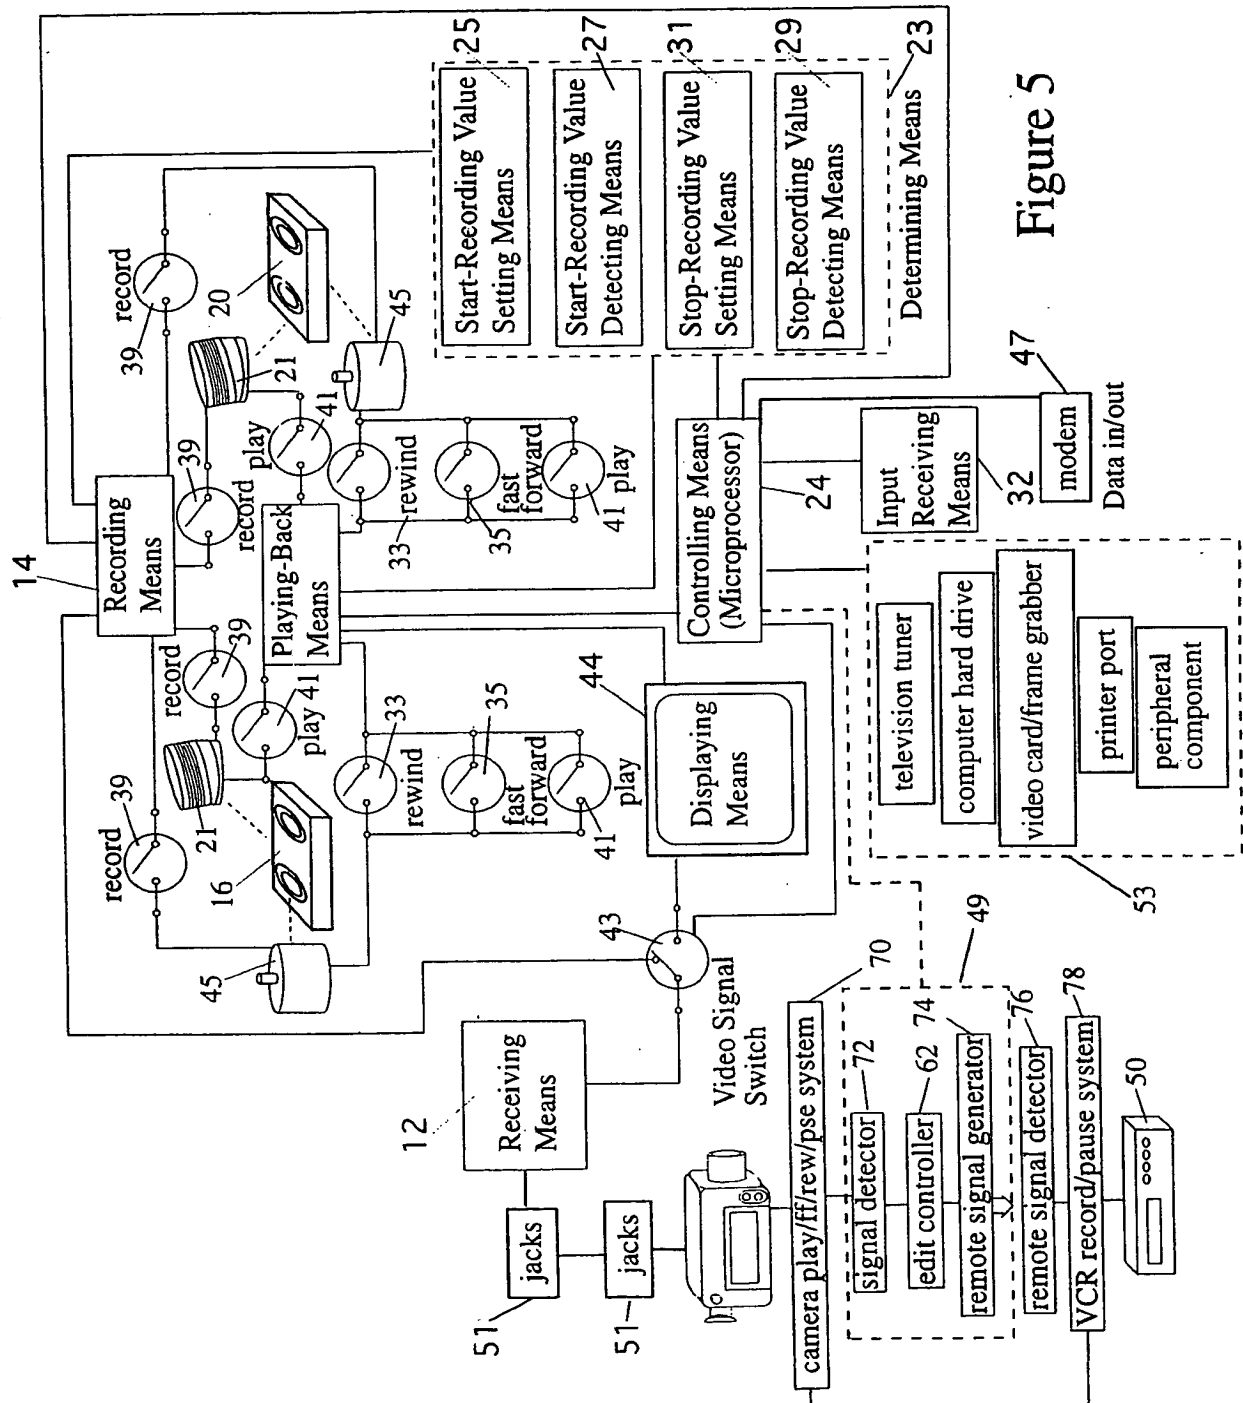 14
Recording
Means
record
39
record
39
record
39
record
39
21
21
16
20
45
45
play 41
play
41
Playing-Back
Means
33
rewind
35
fast
forward
41
play
33
rewind
35
fast
forward
41
play
25
Start-Recording Value
Setting Means
27
Start-Recording Value
Detecting Means
31
Stop-Recording Value
Setting Means
29
Stop-Recording Value
Detecting Means
23
Determining Means
12
Receiving
Means
51
jacks
51
jacks
43
Video Signal
Switch
44
Displaying
Means
Controlling Means
(Microprocessor)
24
Input
Receiving
Means
32
47
modem
Data in/out
70
camera play/ff/rew/pse system
49
72
signal detector
62
edit controller
74
remote signal generator
76
remote signal detector
78
VCR record/pause system
50
television tuner
computer hard drive
video card/frame grabber
printer port
peripheral
component
53
Figure 5